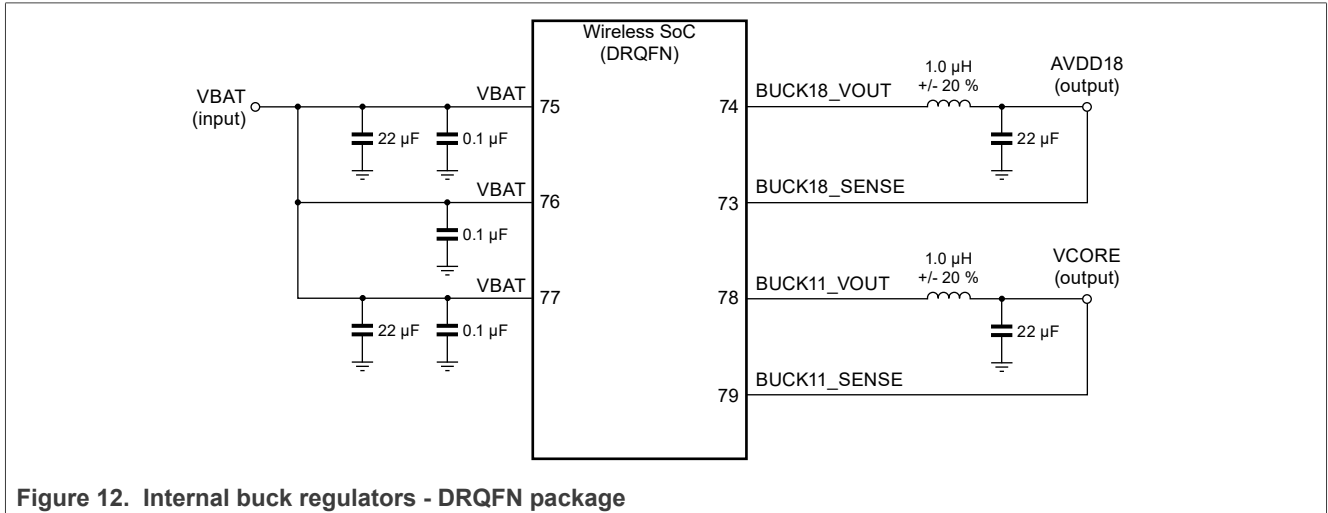 Wireless SoC
(DRQFN)
VBAT
(input)
VBAT
75
22 µF
0.1 µF
VBAT
76
0.1 µF
VBAT
77
22 µF
0.1 µF
74
BUCK18_VOUT
1.0 µH
+/- 20 %
AVDD18
(output)
22 µF
73
BUCK18_SENSE
78
BUCK11_VOUT
1.0 µH
+/- 20 %
VCORE
(output)
22 µF
79
BUCK11_SENSE
Figure 12. Internal buck regulators - DRQFN package